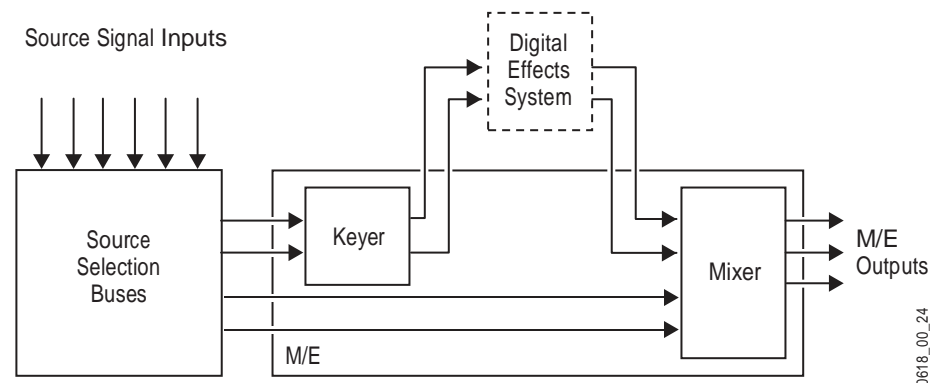 Source Signal Inputs
Digital
Effects
System
Source
Selection
Buses
Keyer
Mixer
M/E
Outputs
M/E
0618_00_24